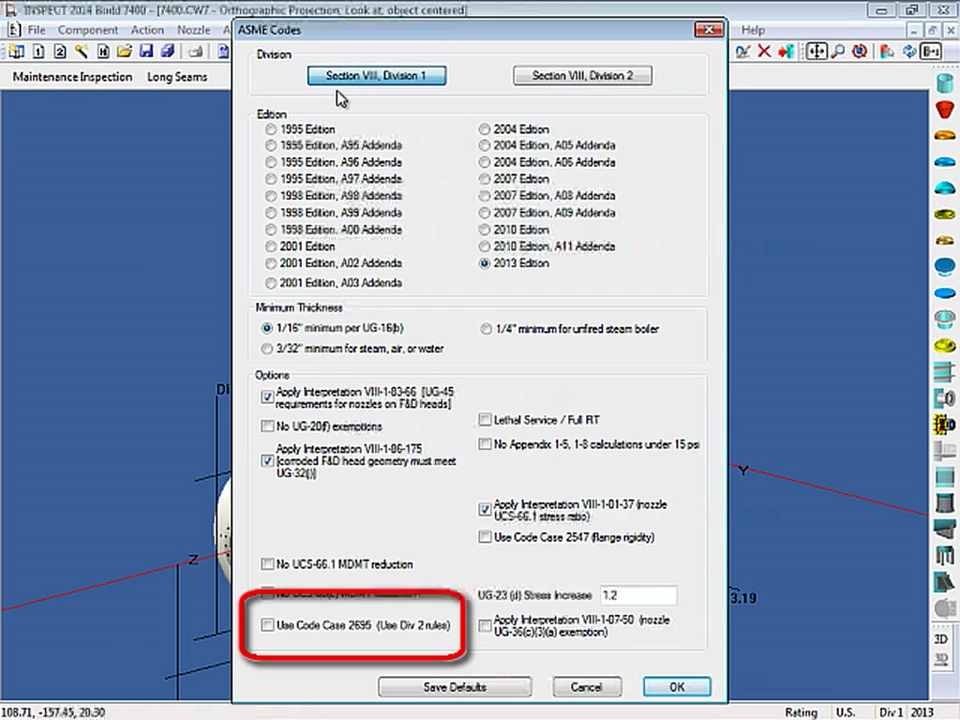 INSPECT 2014 Build 7400 - [7400.CW7 - Orthographic Projection, Look at, object centered]
ASME Codes
File Component Action Nozzle
Help
Maintenance Inspection Long Seams
Division
Section VIII, Division 1 Section VIII, Division 2
Edition
1995 Edition 2004 Edition
1995 Edition, A95 Addenda 2004 Edition, A05 Addenda
1995 Edition, A96 Addenda 2004 Edition, A06 Addenda
1995 Edition, A97 Addenda 2007 Edition
1998 Edition, A98 Addenda 2007 Edition, A08 Addenda
1998 Edition, A99 Addenda 2007 Edition, A09 Addenda
1998 Edition, A00 Addenda 2010 Edition
2001 Edition 2010 Edition, A11 Addenda
2001 Edition, A02 Addenda 2013 Edition
2001 Edition, A03 Addenda
Minimum Thickness
1/16" minimum per UG-16(b) 1/4" minimum for unfired steam boiler
3/32" minimum for steam, air, or water
Options
Apply Interpretation VIII-1-83-66 [UG-45
requirements for nozzles on F&D heads]
Lethal Service / Full RT
No UG-20(f) exemptions
No Appendix 1-5, 1-8 calculations under 15 psi
Apply Interpretation VIII-1-86-175
[corroded F&D head geometry must meet
UG-32(j)]
Apply Interpretation VIII-1-01-37 (nozzle
UCS-66.1 stress ratio)
Use Code Case 2547 (flange rigidity)
No UCS-66.1 MDMT reduction
UG-23 (d) Stress Increase 1.2
Use Code Case 2695 (Use Div 2 rules)
Apply Interpretation VIII-1-07-50 (nozzle
UG-36(c)(3)(a) exemption)
Save Defaults Cancel OK
Di
Y
Z
3.19
3D
3D
108.71, -157.45, 20.30 Rating U.S. Div 1 2013